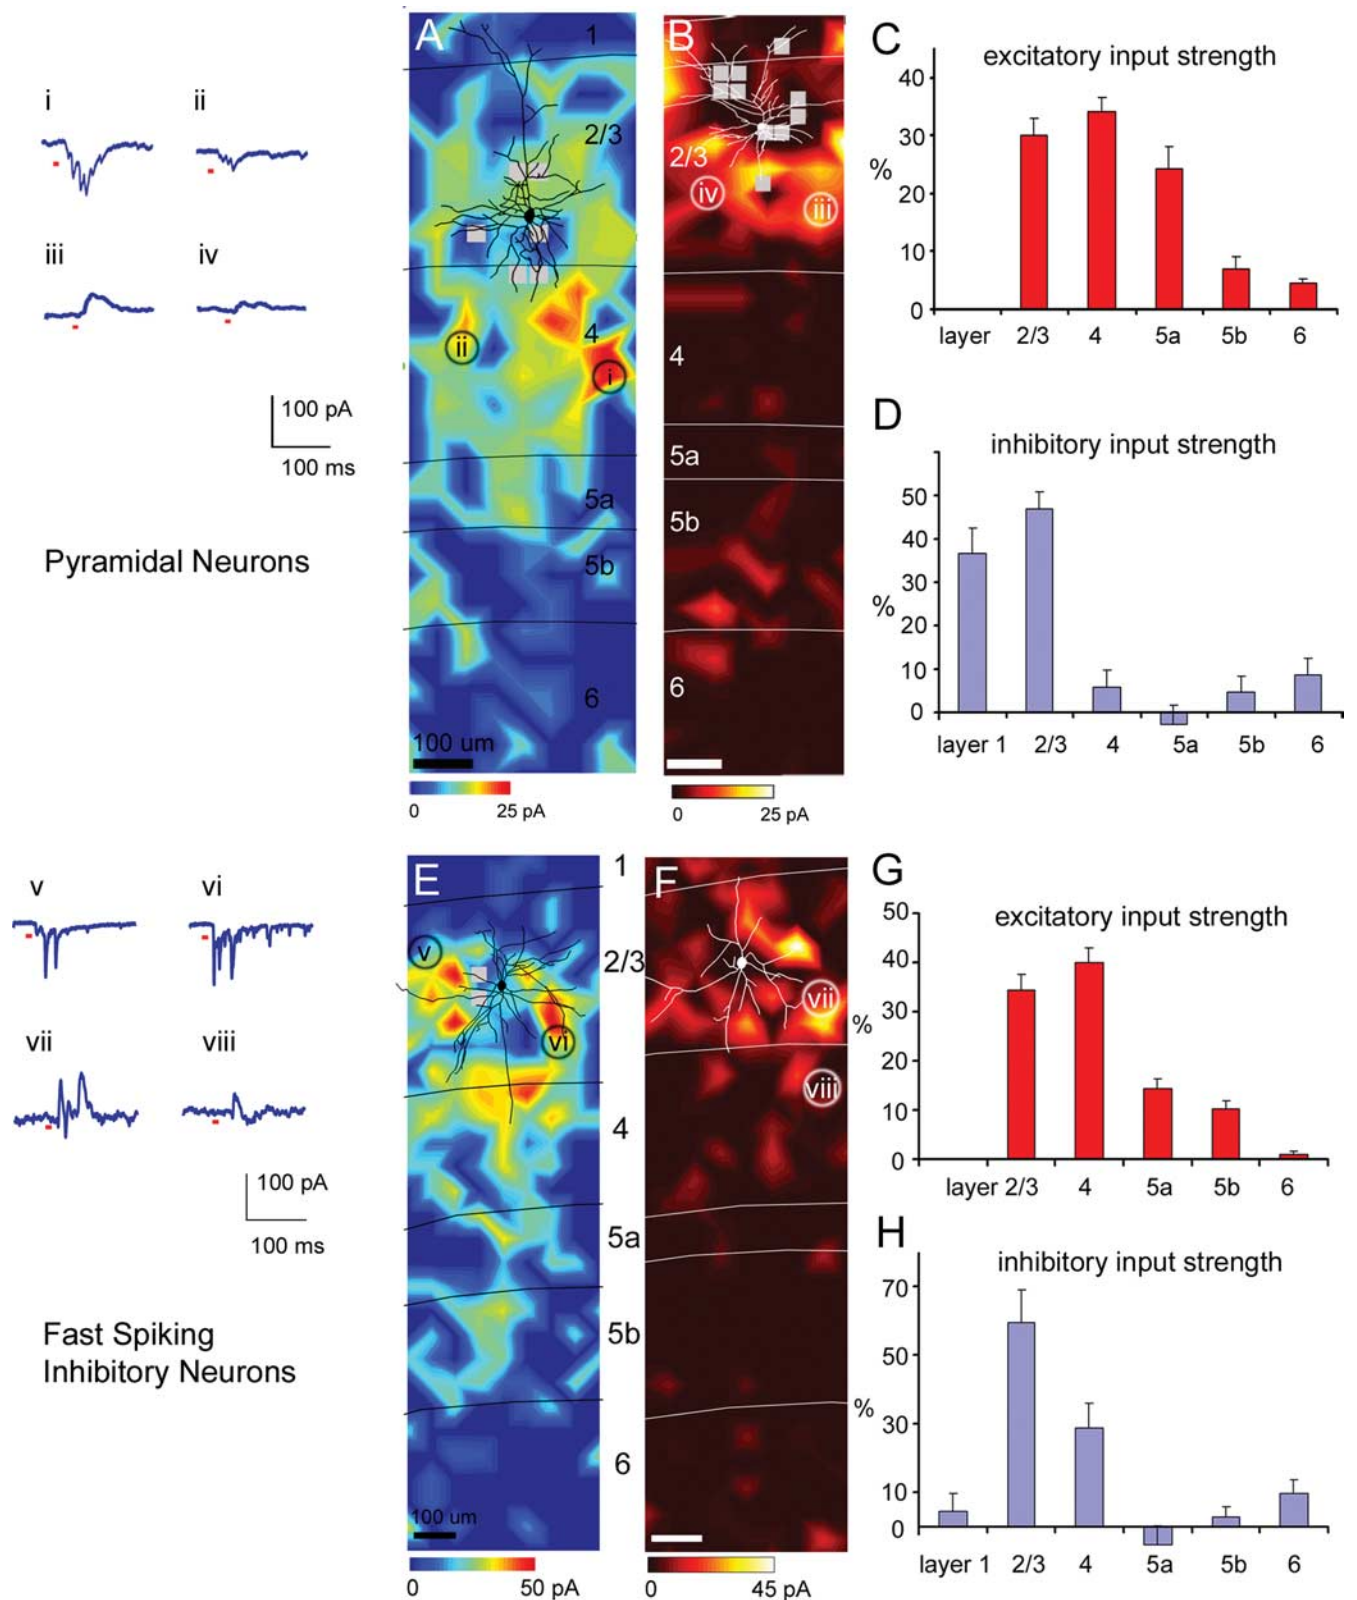 i
ii
iii
iv
100 pA
100 ms
Pyramidal Neurons
A
1
2/3
4
ii
i
5a
5b
6
100 um
0 25 pA
B
2/3
iv
iii
4
5a
5b
6
0 25 pA
C
excitatory input strength
40
30
%
20
10
0
layer 2/3 4 5a 5b 6
D
inhibitory input strength
50
40
30
%
20
10
0
layer 1 2/3 4 5a 5b 6
v
vi
vii
viii
100 pA
100 ms
Fast Spiking
Inhibitory Neurons
E
1
v
2/3
vi
4
5a
5b
6
100 um
0 50 pA
F
vii
viii
0 45 pA
G
excitatory input strength
50
40
30
%
20
10
0
layer 2/3 4 5a 5b 6
H
inhibitory input strength
70
50
%
30
10
0
layer 1 2/3 4 5a 5b 6